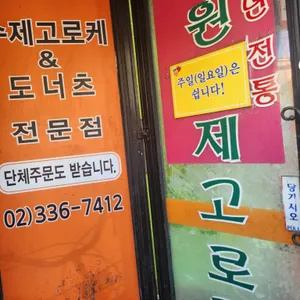 수제고로케
&
도너츠
전문점
단체주문도 받습니다.
02)336-7412
년 전통
원
주일(일요일)은
쉽니다!
제고로
당기시오